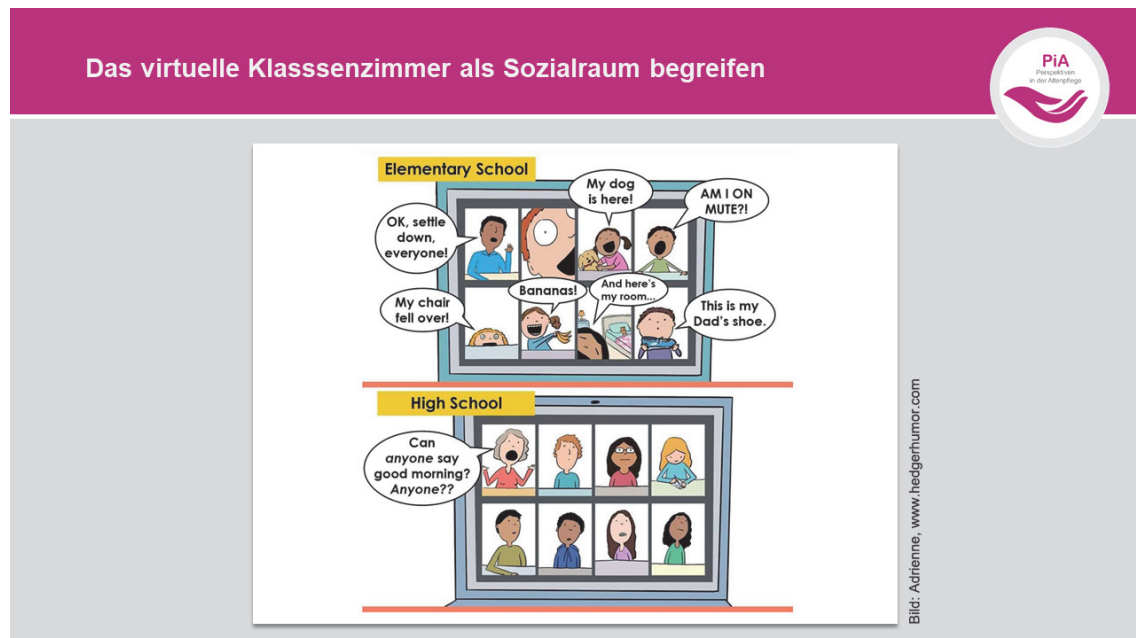 Das virtuelle Klasssenzimmer als Sozialraum begreifen
PiA
Perspektiven
in der Altenpflege
Elementary School
OK, settle
down,
everyone!
My dog
is here!
AM I ON
MUTE?!
My chair
fell over!
Bananas!
And here's
my room...
This is my
Dad's shoe.
High School
Can
anyone say
good morning?
Anyone??
Bild: Adrienne, www.hedgerhumor.com